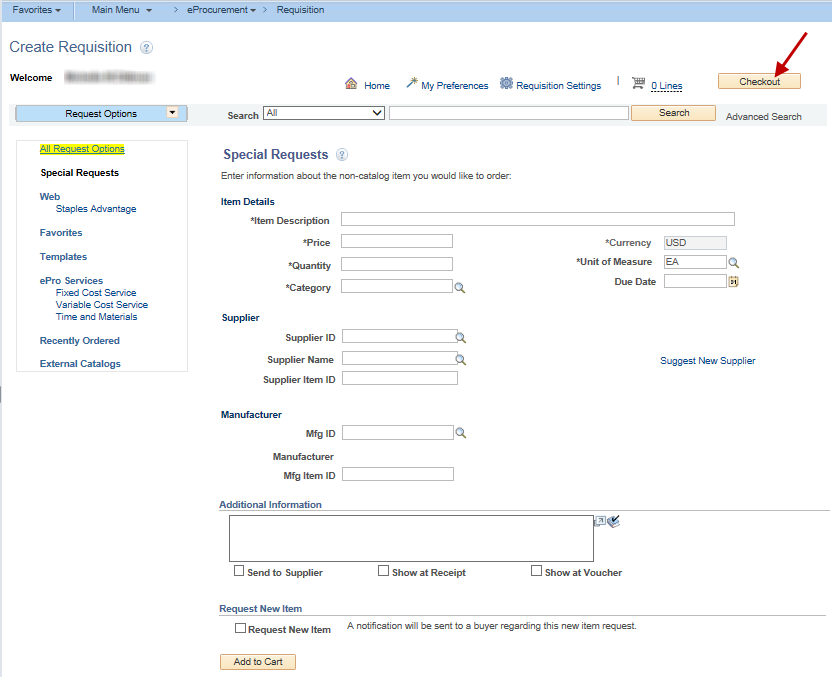 Favorites Main Menu > eProcurement > Requisition
Create Requisition ?
Welcome
Home My Preferences Requisition Settings 0 Lines Checkout
Request Options Search All Search Advanced Search
All Request Options
Special Requests
Web
Staples Advantage
Favorites
Templates
ePro Services
Fixed Cost Service
Variable Cost Service
Time and Materials
Recently Ordered
External Catalogs
Special Requests ?
Enter information about the non-catalog item you would like to order:
Item Details
*Item Description
*Price *Currency USD
*Quantity *Unit of Measure EA
*Category Due Date 31
Supplier
Supplier ID
Supplier Name Suggest New Supplier
Supplier Item ID
Manufacturer
Mfg ID
Manufacturer
Mfg Item ID
Additional Information
Send to Supplier Show at Receipt Show at Voucher
Request New Item
Request New Item A notification will be sent to a buyer regarding this new item request.
Add to Cart